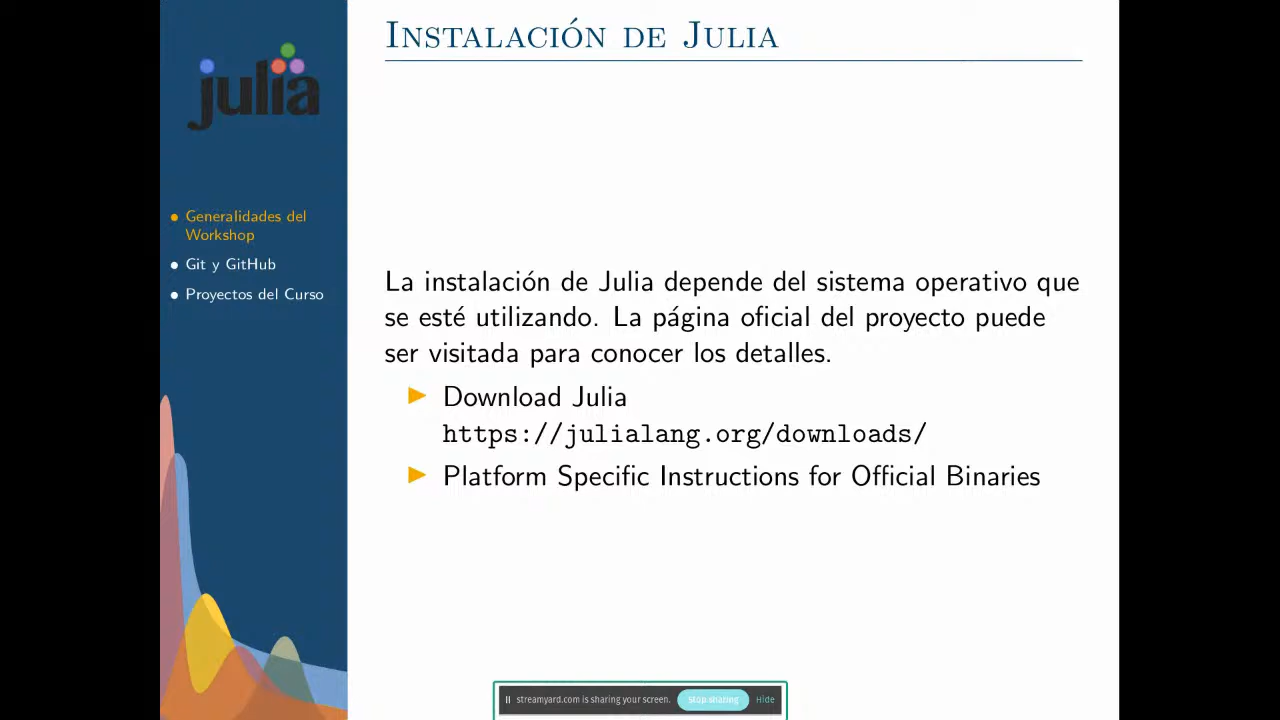 julia
Generalidades del
Workshop
Git y GitHub
Proyectos del Curso
Instalación de Julia
La instalación de Julia depende del sistema operativo que
se esté utilizando. La página oficial del proyecto puede
ser visitada para conocer los detalles.
Download Julia
https://julialang.org/downloads/
Platform Specific Instructions for Official Binaries
streamyard.com is sharing your screen. Stop sharing Hide